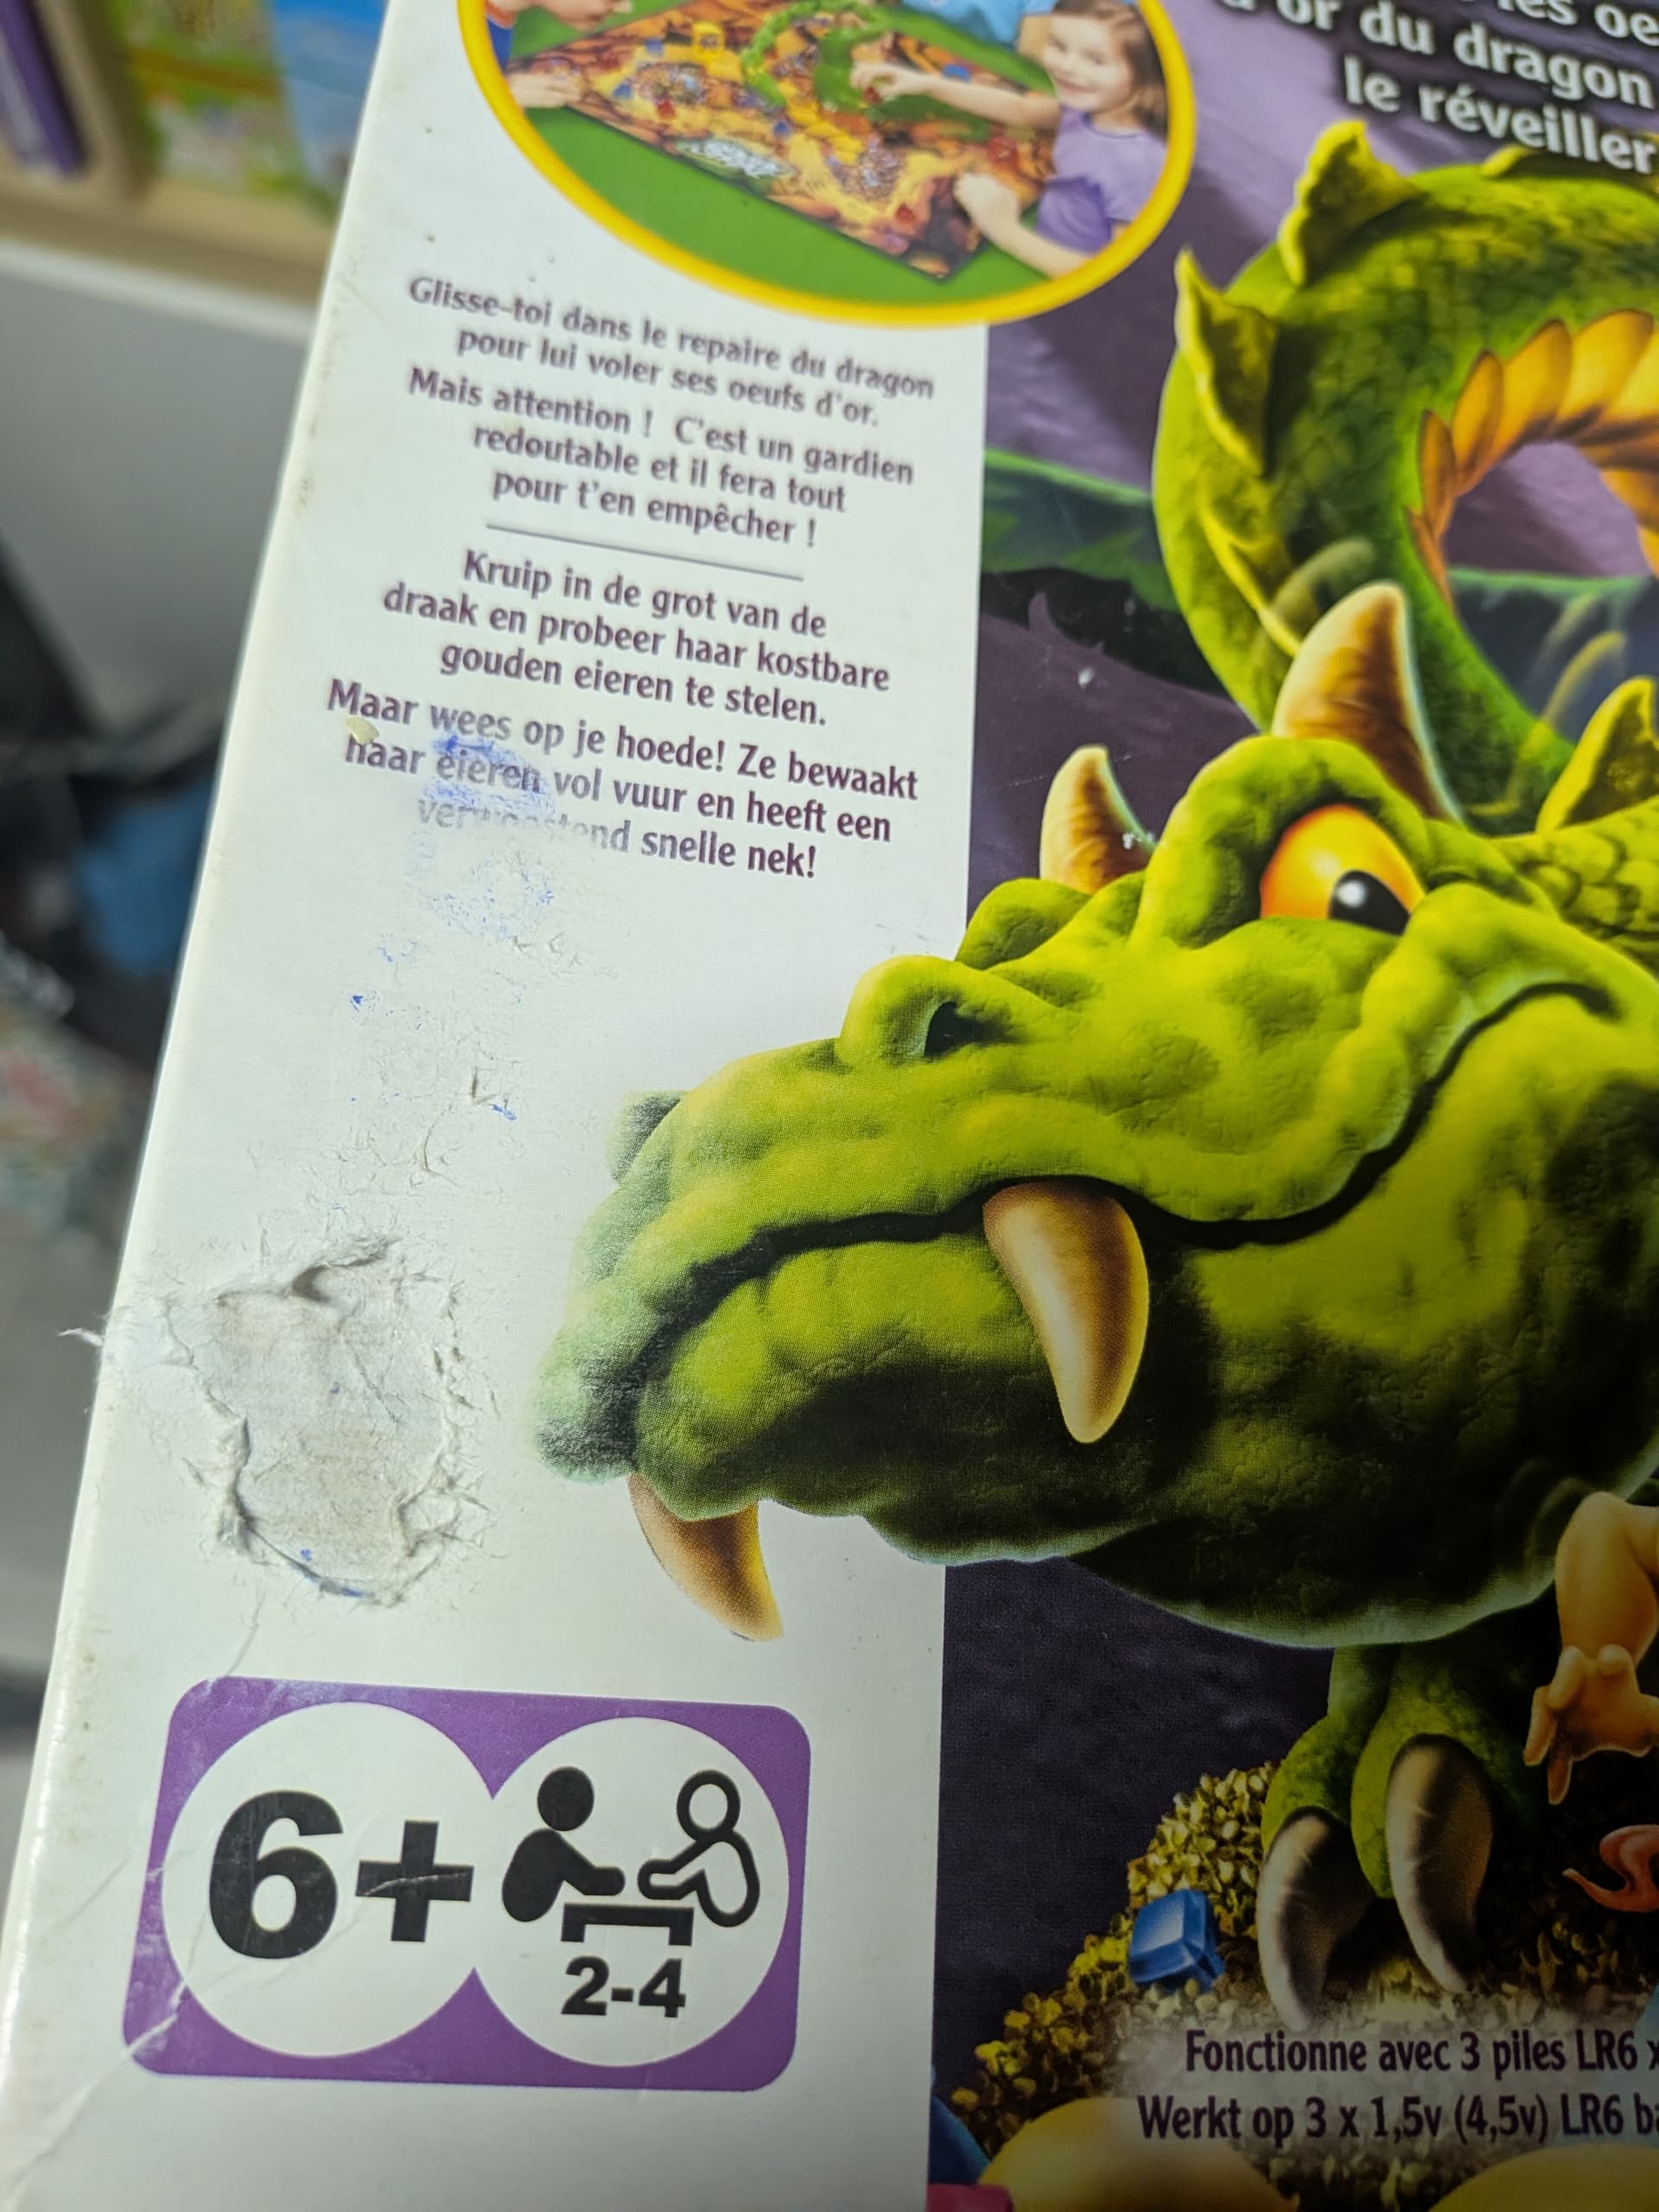 les oe
d'or du dragon
le réveiller
Glisse-toi dans le repaire du dragon
pour lui voler ses oeufs d'or.
Mais attention ! C'est un gardien
redoutable et il fera tout
pour t'en empêcher !
Kruip in de grot van de
draak en probeer haar kostbare
gouden eieren te stelen.
Maar wees op je hoede! Ze bewaakt
haar eieren vol vuur en heeft een
snelle nek!
6+
2-4
Fonctionne avec 3 piles LR6 x
Werkt op 3 x 1,5v (4,5v) LR6 ba